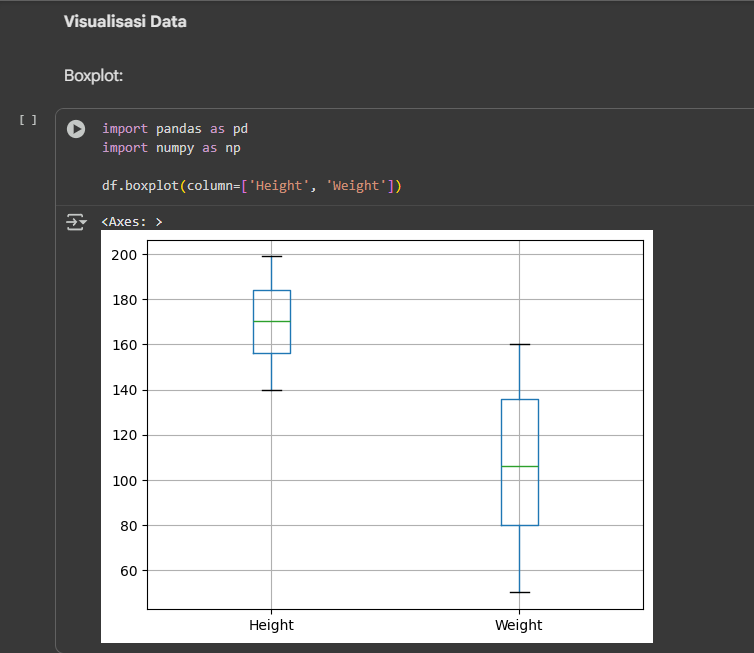 Visualisasi Data
Boxplot:
[ ]
import pandas as pd
import numpy as np
df.boxplot(column=['Height', 'Weight'])
<Axes: >
200
180
160
140
120
100
80
60
Height Weight